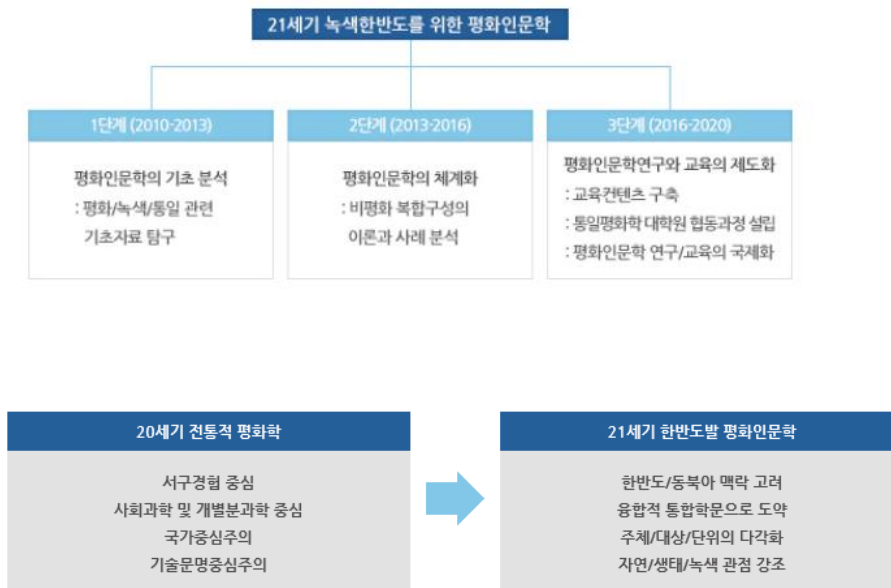 21세기 녹색한반도를 위한 평화인문학
1단계 (2010-2013)
평화인문학의 기초 분석
: 평화/녹색/통일 관련
기초자료 탐구
2단계 (2013-2016)
평화인문학의 체계화
: 비평화 복합구성의
이론과 사례 분석
3단계 (2016-2020)
평화인문학연구와 교육의 제도화
: 교육컨텐츠 구축
: 통일평화학 대학원 협동과정 설립
: 평화인문학 연구/교육의 국제화
20세기 전통적 평화학
서구경험 중심
사회과학 및 개별분과학 중심
국가중심주의
기술문명중심주의
21세기 한반도발 평화인문학
한반도/동북아 맥락 고려
융합적 통합학문으로 도약
주체/대상/단위의 다각화
자연/생태/녹색 관점 강조